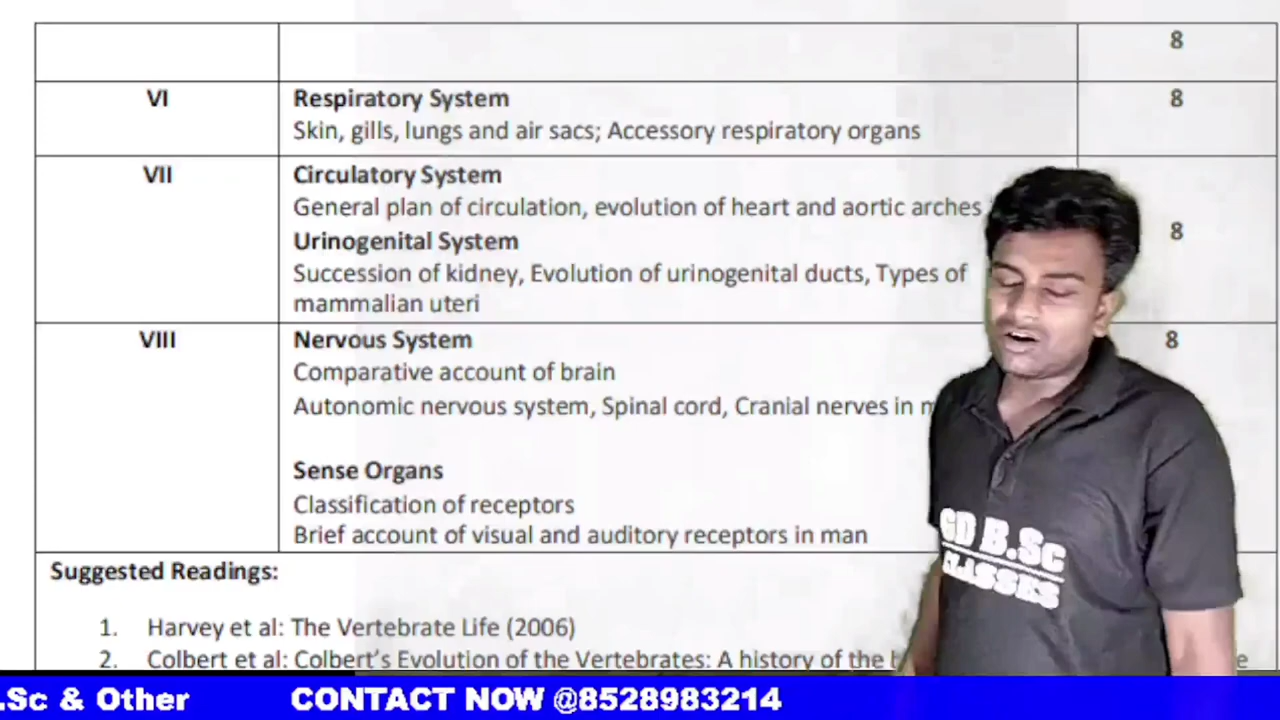 8
VI Respiratory System 8
Skin, gills, lungs and air sacs; Accessory respiratory organs
VII Circulatory System
General plan of circulation, evolution of heart and aortic arches
8
Urinogenital System
Succession of kidney, Evolution of urinogenital ducts, Types of
mammalian uteri
VIII Nervous System 8
Comparative account of brain
Autonomic nervous system, Spinal cord, Cranial nerves in
Sense Organs
Classification of receptors
Brief account of visual and auditory receptors in man
Suggested Readings:
1. Harvey et al: The Vertebrate Life (2006)
2. Colbert et al: Colbert's Evolution of the Vertebrates: A history of the
GD B.Sc
CLASSES
.Sc & Other CONTACT NOW @8528983214